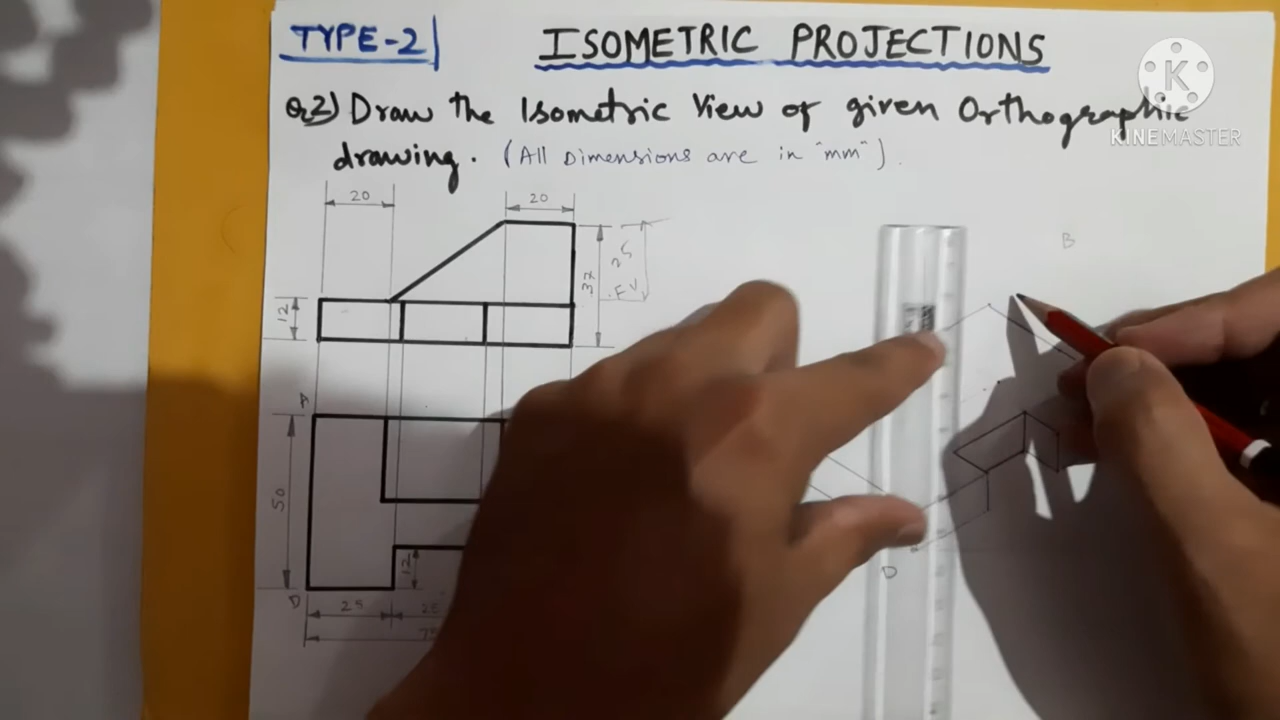 TYPE-2
ISOMETRIC PROJECTIONS
Q2) Draw the Isometric View of given Orthographic
drawing. (All Dimensions are in "mm").
K
KINEMASTER
20
20
12
37
25
F.V
B
A
50
12
D
D
25